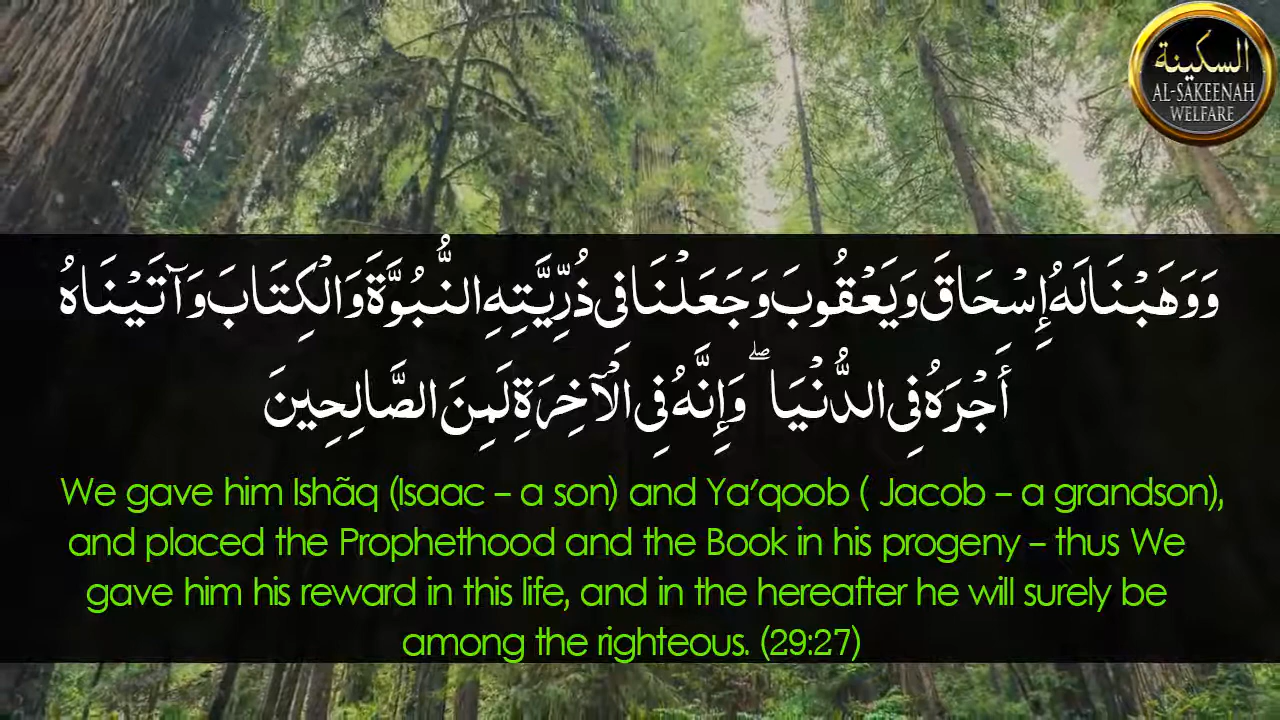 السكينة
AL-SAKEENAH
WELFARE
وَوَهَبْنَا لَهُ إِسْحَاقَ وَيَعْقُوبَ وَجَعَلْنَا فِي ذُرِّيَّتِهِ النُّبُوَّةَ وَالْكِتَابَ وَآتَيْنَاهُ
أَجْرَهُ فِي الدُّنْيَا ۖ وَإِنَّهُ فِي الْآخِرَةِ لَمِنَ الصَّالِحِينَ
We gave him Ishãq (Isaac – a son) and Ya’qoob ( Jacob – a grandson),
and placed the Prophethood and the Book in his progeny – thus We
gave him his reward in this life, and in the hereafter he will surely be
among the righteous. (29:27)